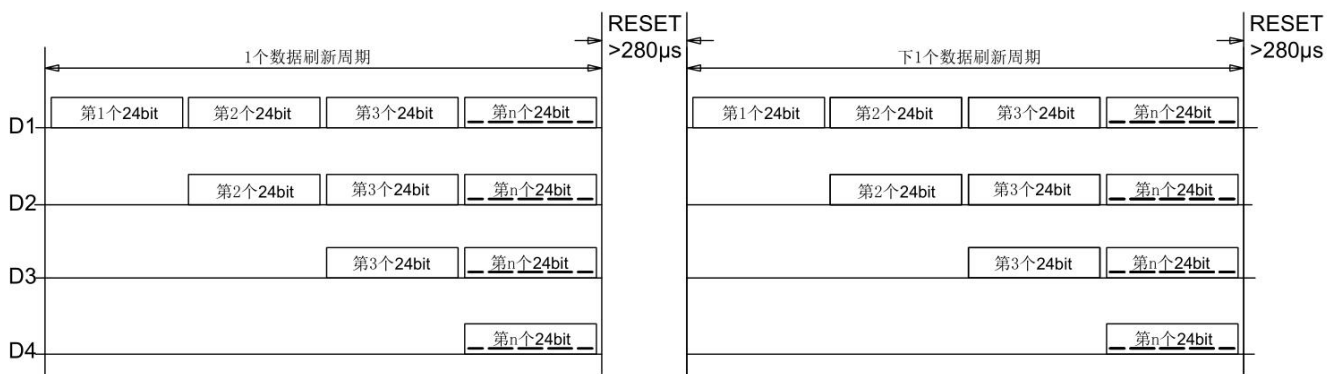 RESET
>280μs
RESET
>280μs
1个数据刷新周期
下1个数据刷新周期
D1 第1个24bit 第2个24bit 第3个24bit 第n个24bit 第1个24bit 第2个24bit 第3个24bit 第n个24bit
D2 第2个24bit 第3个24bit 第n个24bit 第2个24bit 第3个24bit 第n个24bit
D3 第3个24bit 第n个24bit 第3个24bit 第n个24bit
D4 第n个24bit 第n个24bit